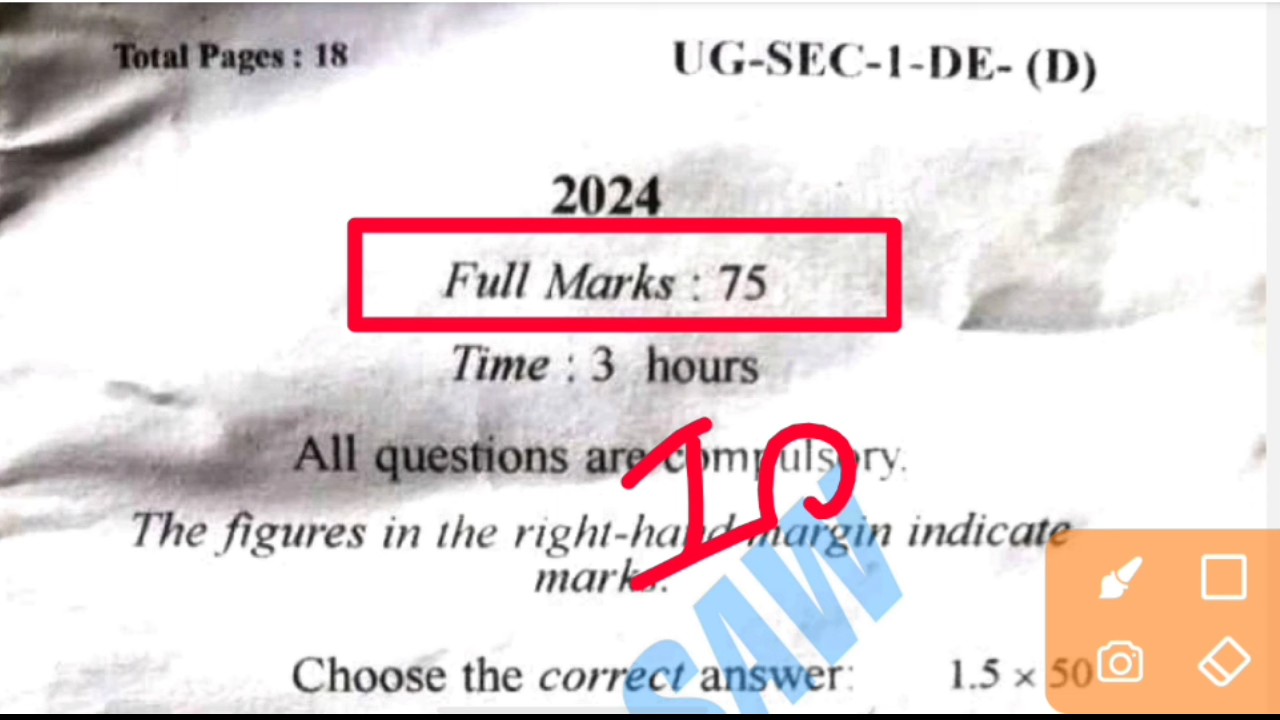 Total Pages : 18
UG-SEC-1-DE- (D)
2024
Full Marks : 75
Time : 3 hours
All questions are compulsory.
The figures in the right-hand margin indicate
marks.
Choose the correct answer: 1.5 × 50
SAW